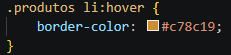 .produtos li:hover {
border-color: #c78c19;
}